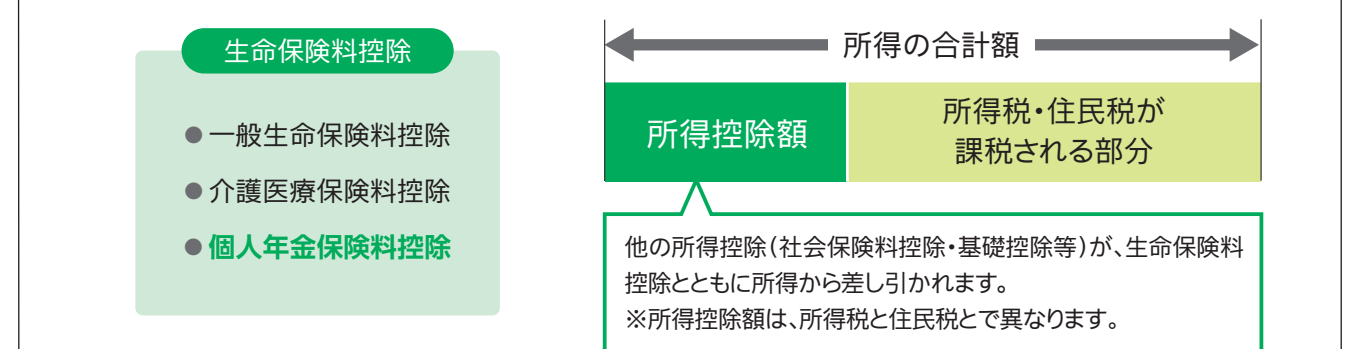 生命保険料控除
●一般生命保険料控除
●介護医療保険料控除
●個人年金保険料控除
所得の合計額
所得控除額
所得税・住民税が
課税される部分
他の所得控除(社会保険料控除・基礎控除等)が、生命保険料
控除とともに所得から差し引かれます。
※所得控除額は、所得税と住民税とで異なります。